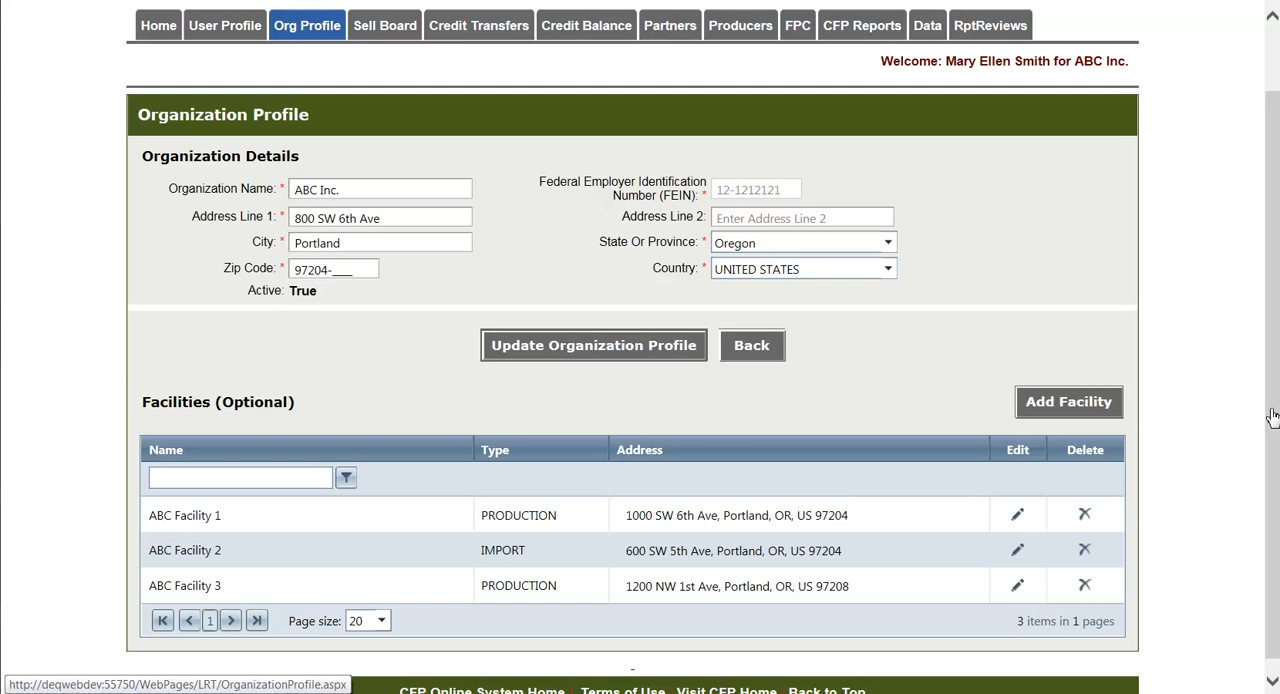 Home User Profile Org Profile Sell Board Credit Transfers Credit Balance Partners Producers FPC CFP Reports Data RptReviews
Welcome: Mary Ellen Smith for ABC Inc.
Organization Profile
Organization Details
Organization Name: * ABC Inc. Federal Employer Identification Number (FEIN): * 12-1212121
Address Line 1: * 800 SW 6th Ave Address Line 2: Enter Address Line 2
City: * Portland State Or Province: * Oregon
Zip Code: * 97204-____ Country: * UNITED STATES
Active: True
Update Organization Profile Back
Facilities (Optional) Add Facility
Name Type Address Edit Delete
ABC Facility 1 PRODUCTION 1000 SW 6th Ave, Portland, OR, US 97204
ABC Facility 2 IMPORT 600 SW 5th Ave, Portland, OR, US 97204
ABC Facility 3 PRODUCTION 1200 NW 1st Ave, Portland, OR, US 97208
1 Page size: 20 3 items in 1 pages
-
http://deqwebdev:55750/WebPages/LRT/OrganizationProfile.aspx
CFP Online System Home | Terms of Use Visit CFP Home Back to Top